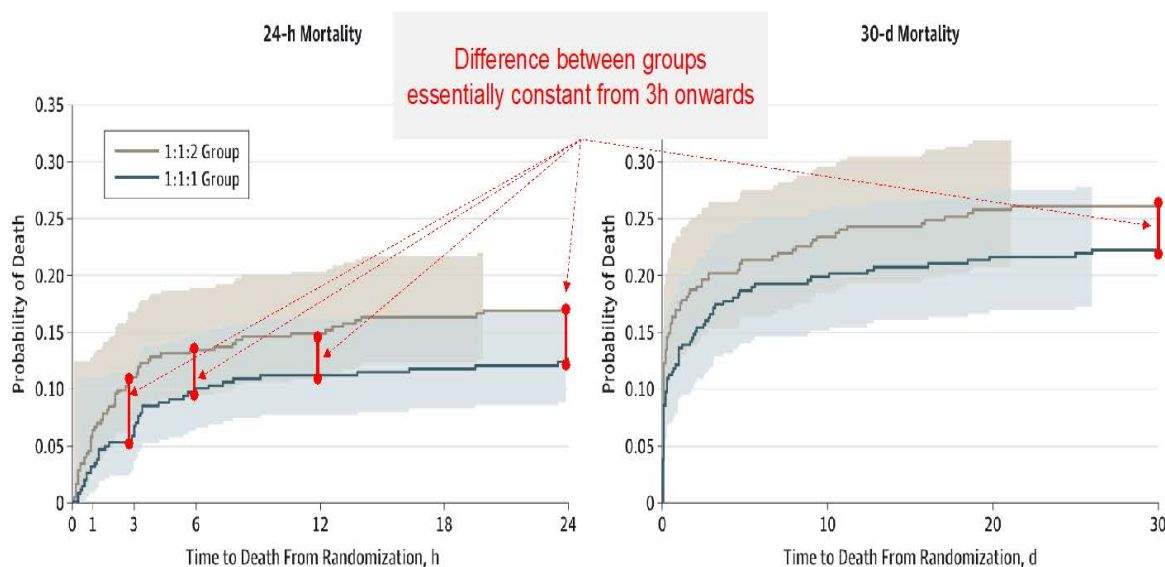 24-h Mortality
30-d Mortality
Difference between groups
essentially constant from 3h onwards
1:1:2 Group
1:1:1 Group
Probability of Death
0.35
0.30
0.25
0.20
0.15
0.10
0.05
0
0 1 3 6 12 18 24
Time to Death From Randomization, h
Probability of Death
0.30
0.25
0.20
0.15
0.10
0.05
0
0 10 20 30
Time to Death From Randomization, d